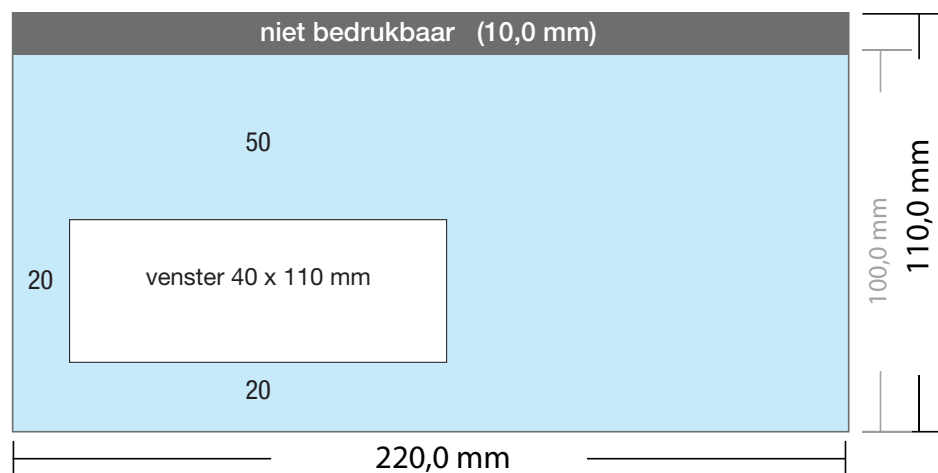 niet bedrukbaar (10,0 mm)
50
20
venster 40 x 110 mm
20
100,0 mm
110,0 mm
220,0 mm